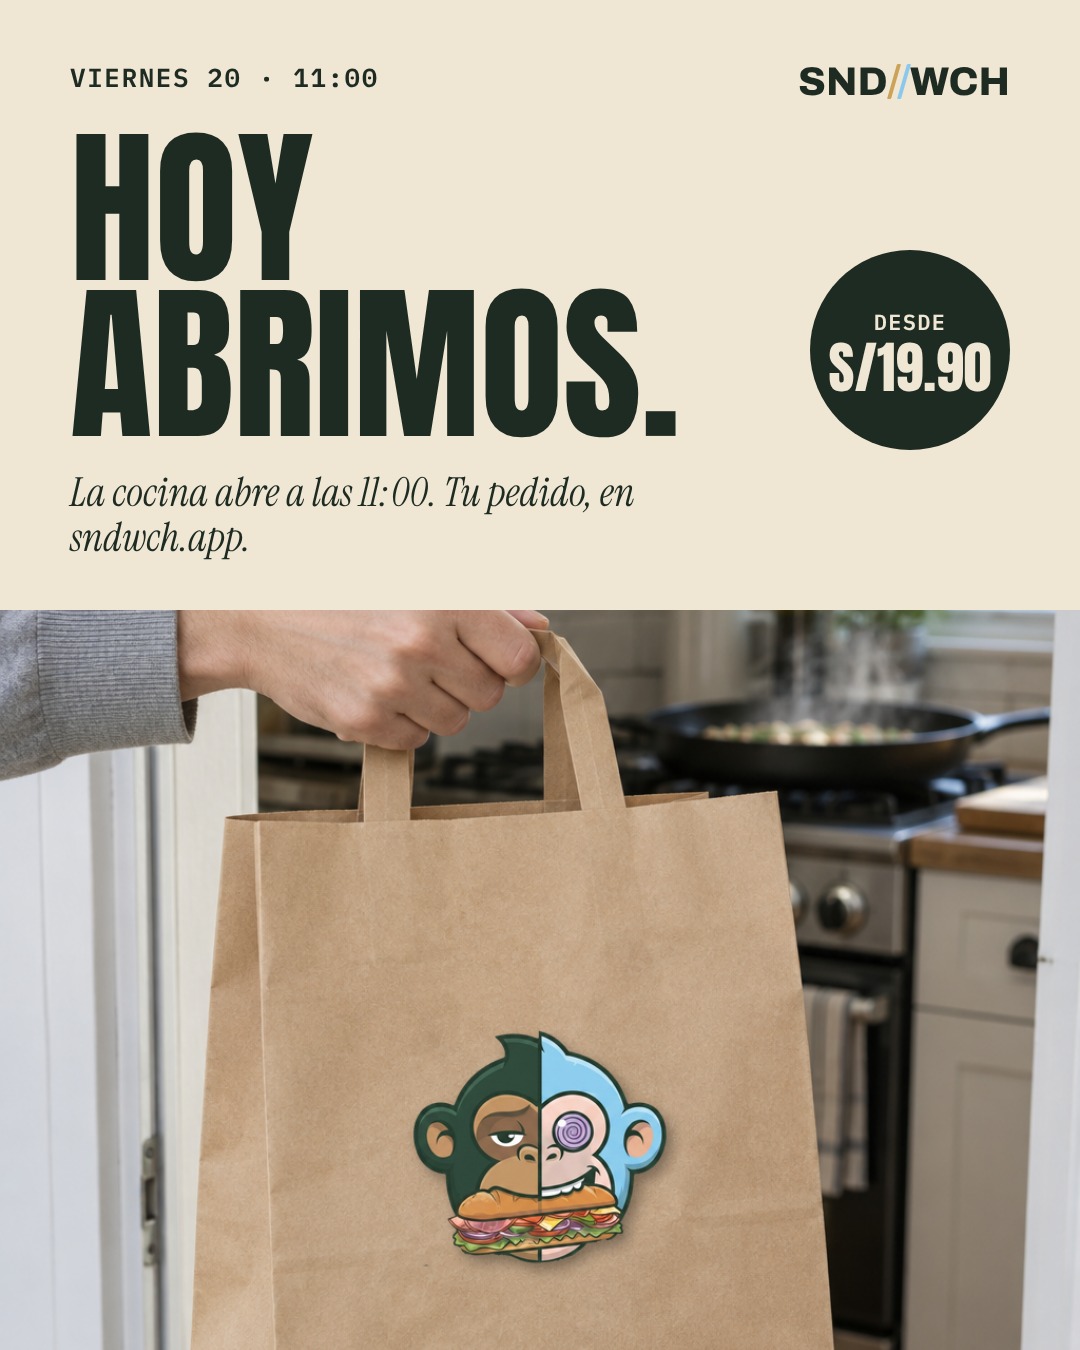 VIERNES 20 · 11:00
SND//WCH
HOY
ABRIMOS.
DESDE
S/19.90
La cocina abre a las 11:00. Tu pedido, en
sndwch.app.